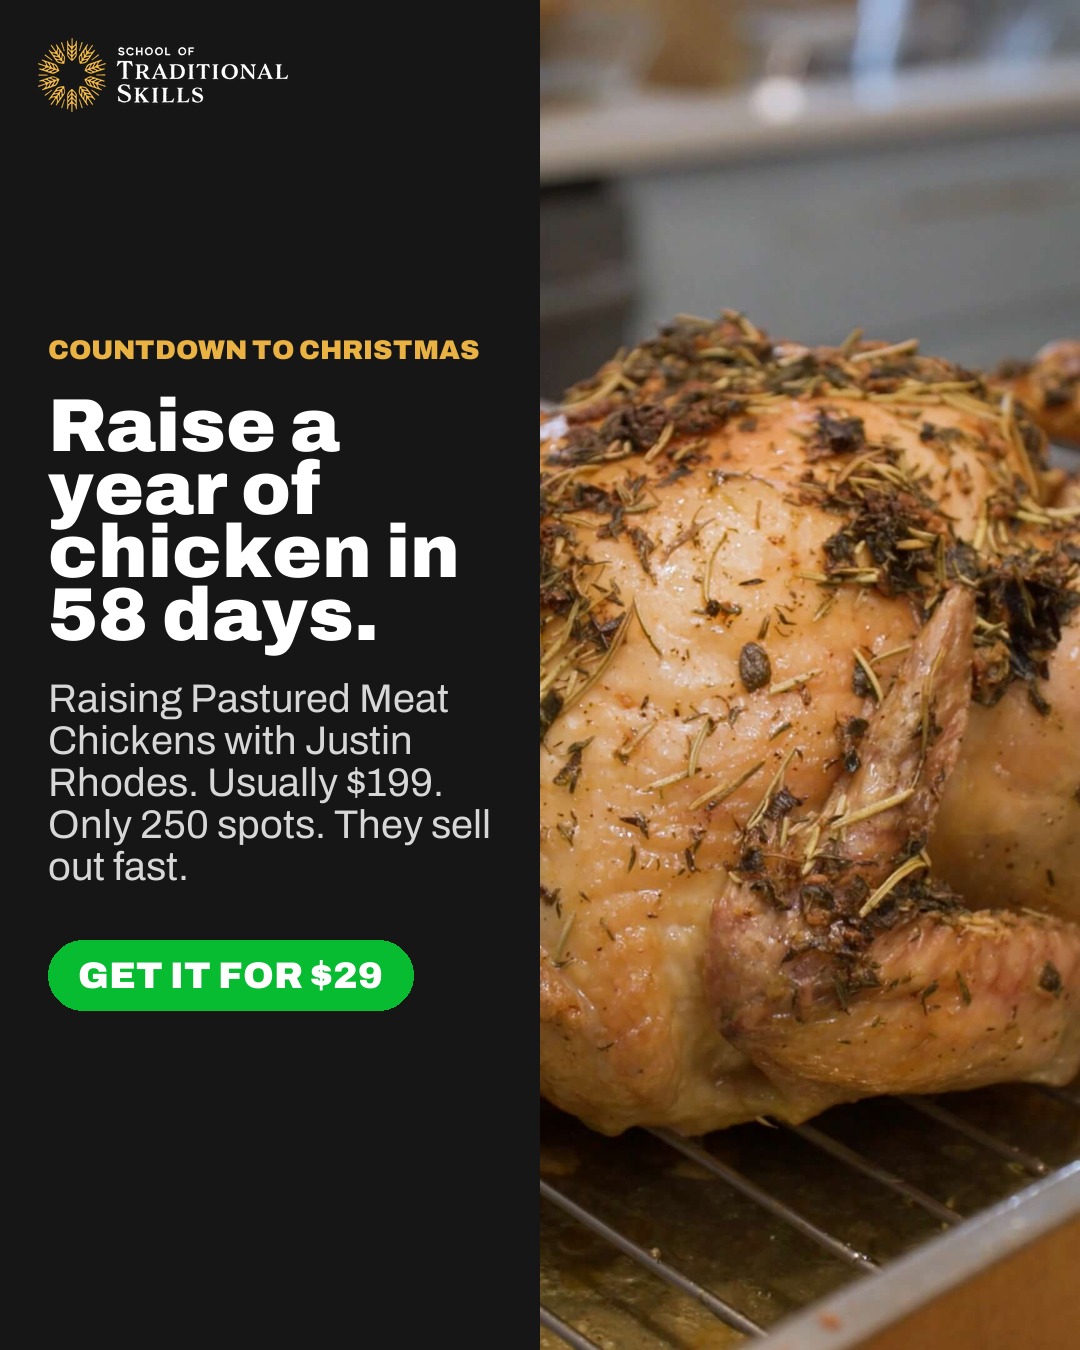 SCHOOL OF
TRADITIONAL
SKILLS
COUNTDOWN TO CHRISTMAS
Raise a
year of
chicken in
58 days.
Raising Pastured Meat
Chickens with Justin
Rhodes. Usually $199.
Only 250 spots. They sell
out fast.
GET IT FOR $29